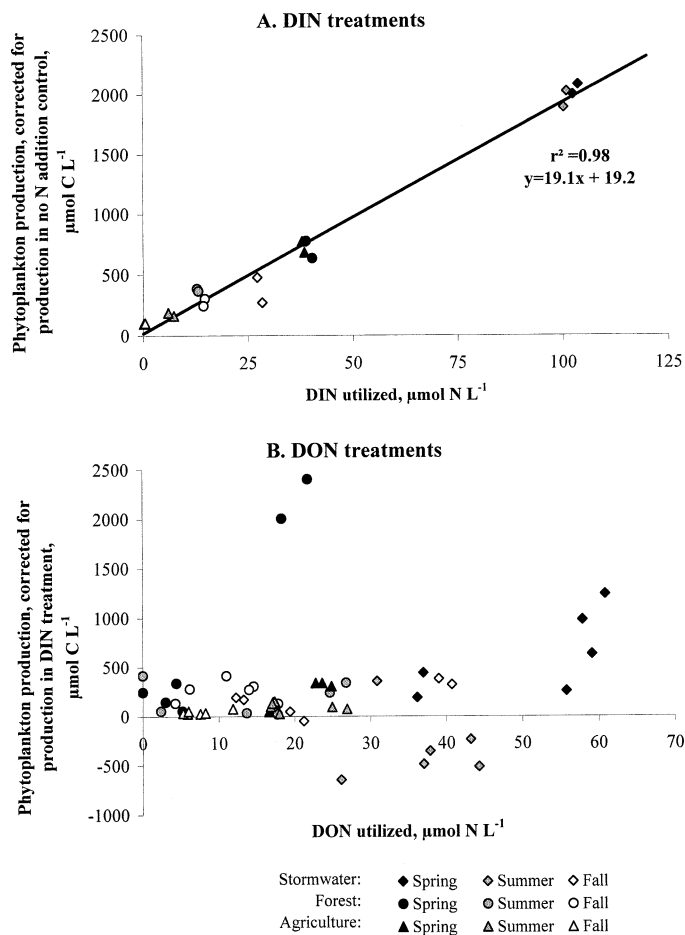 A. DIN treatments
Phytoplankton production, corrected for
production in no N addition control,
μmol C L⁻¹
2500
2000
1500
1000
500
0
r² =0.98
y=19.1x + 19.2
0 25 50 75 100 125
DIN utilized, μmol N L⁻¹
B. DON treatments
Phytoplankton production, corrected for
production in DIN treatment,
μmol C L⁻¹
2500
2000
1500
1000
500
0
-500
-1000
0 10 20 30 40 50 60 70
DON utilized, μmol N L⁻¹
Stormwater: Spring Summer Fall
Forest: Spring Summer Fall
Agriculture: Spring Summer Fall